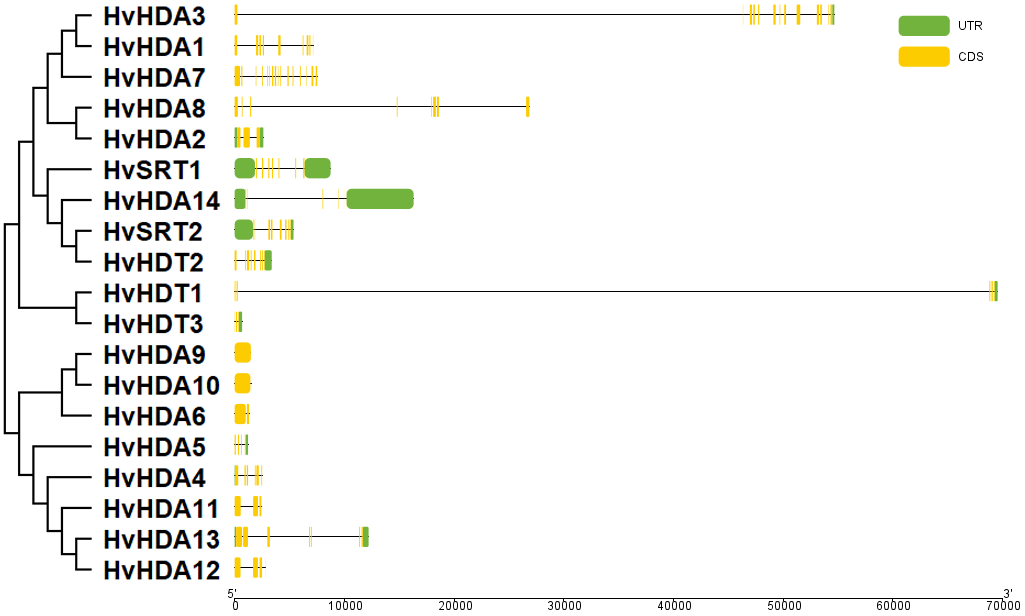 HvHDA3
UTR
HvHDA1
CDS
HvHDA7
HvHDA8
HvHDA2
HvSRT1
HvHDA14
HvSRT2
HvHDT2
HvHDT1
HvHDT3
HvHDA9
HvHDA10
HvHDA6
HvHDA5
HvHDA4
HvHDA11
HvHDA13
HvHDA12
5' 3'
0 10000 20000 30000 40000 50000 60000 70000